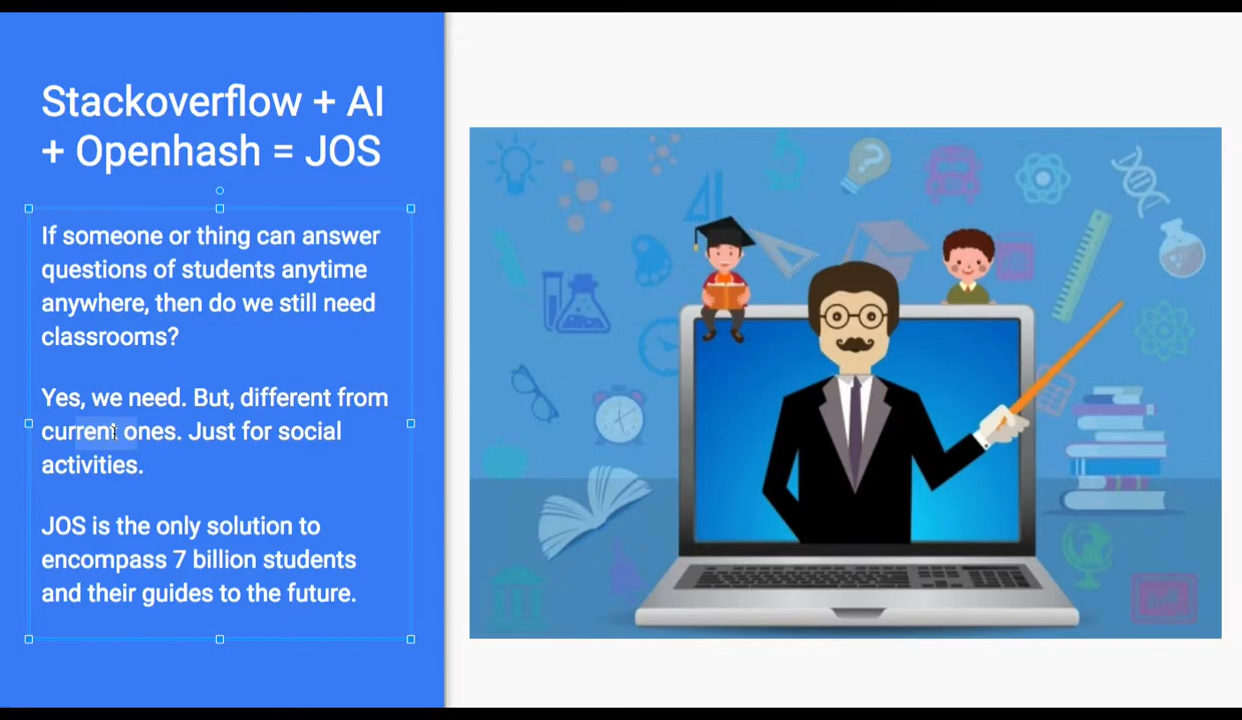 Stackoverflow + AI
+ Openhash = JOS
If someone or thing can answer
questions of students anytime
anywhere, then do we still need
classrooms?
Yes, we need. But, different from
current ones. Just for social
activities.
JOS is the only solution to
encompass 7 billion students
and their guides to the future.